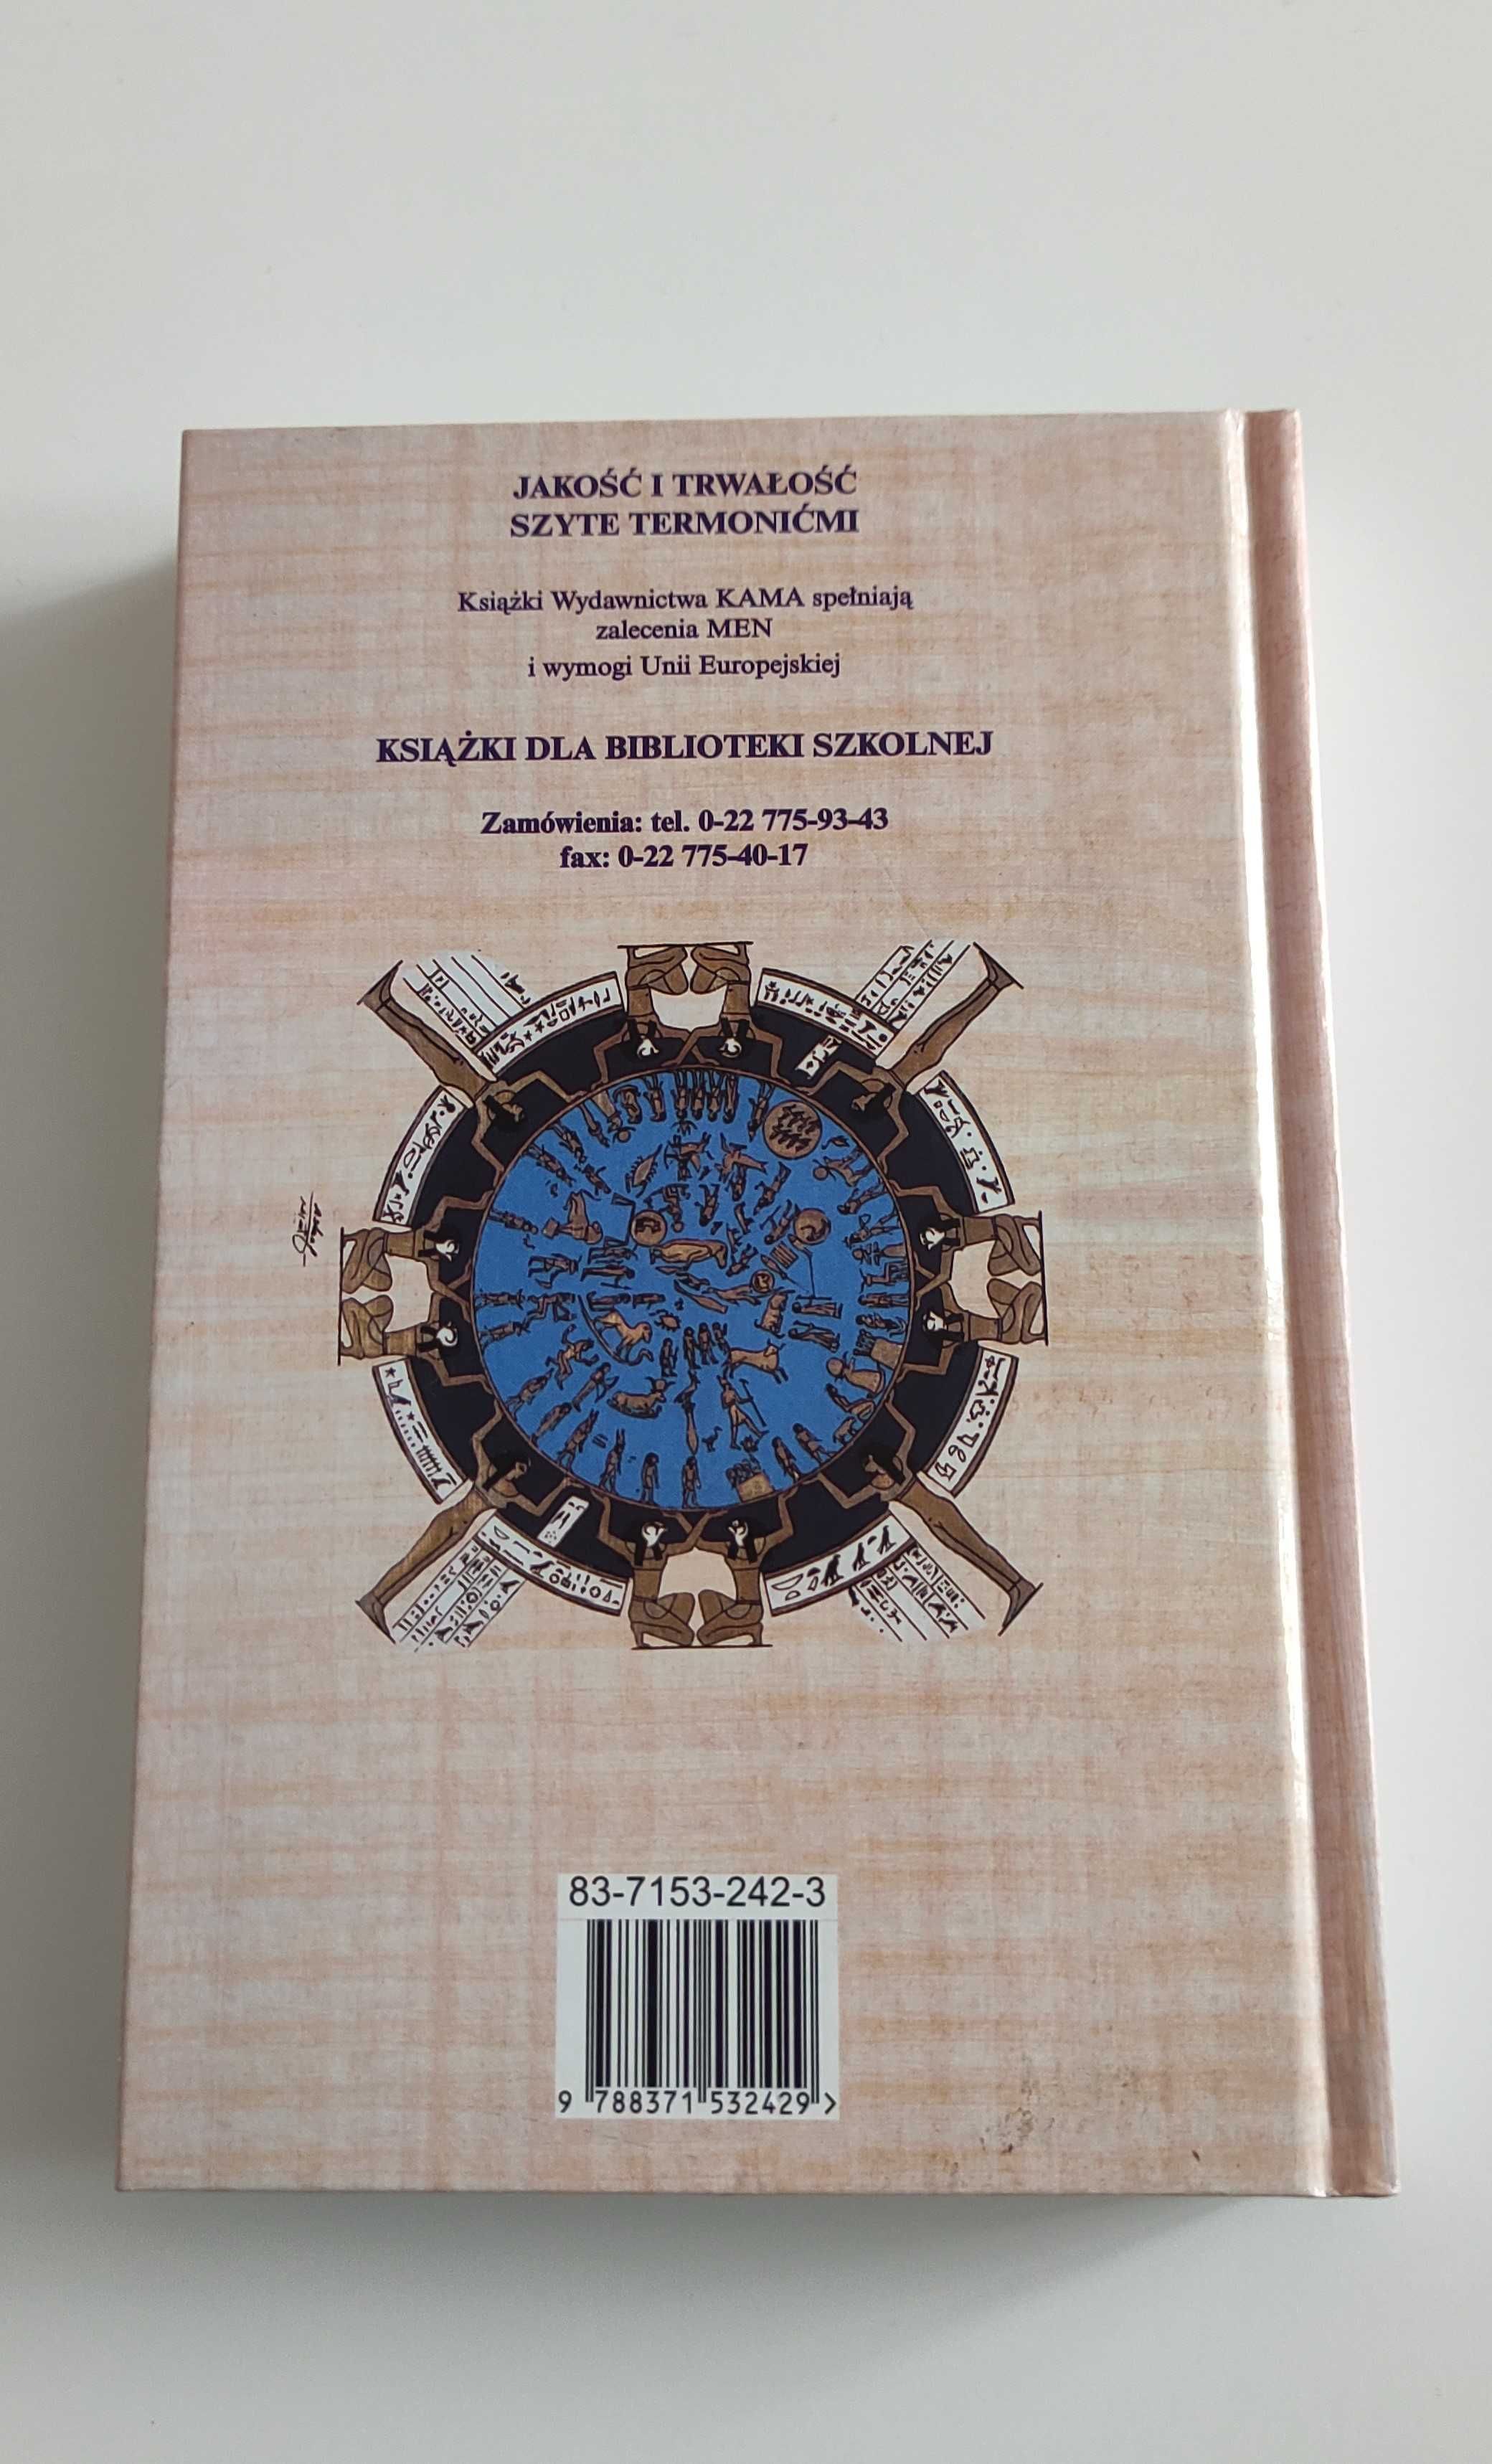 JAKOŚĆ I TRWAŁOŚĆ
SZYTE TERMONIĆMI
Książki Wydawnictwa KAMA spełniają
zalecenia MEN
i wymogi Unii Europejskiej
KSIĄŻKI DLA BIBLIOTEKI SZKOLNEJ
Zamówienia: tel. 0-22 775-93-43
fax: 0-22 775-40-17
83-7153-242-3
9 788371 532429 >